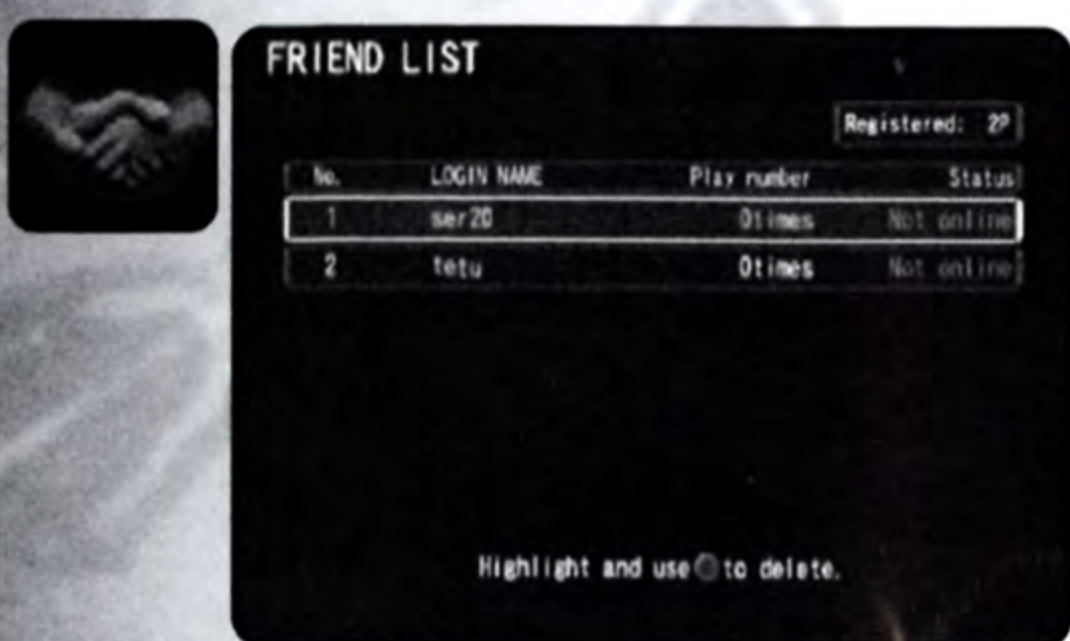 FRIEND LIST
Registered: 2P
No. LOGIN NAME Play number Status
1 ser20 0times Not online
2 tetu 0times Not online
Highlight and use to delete.